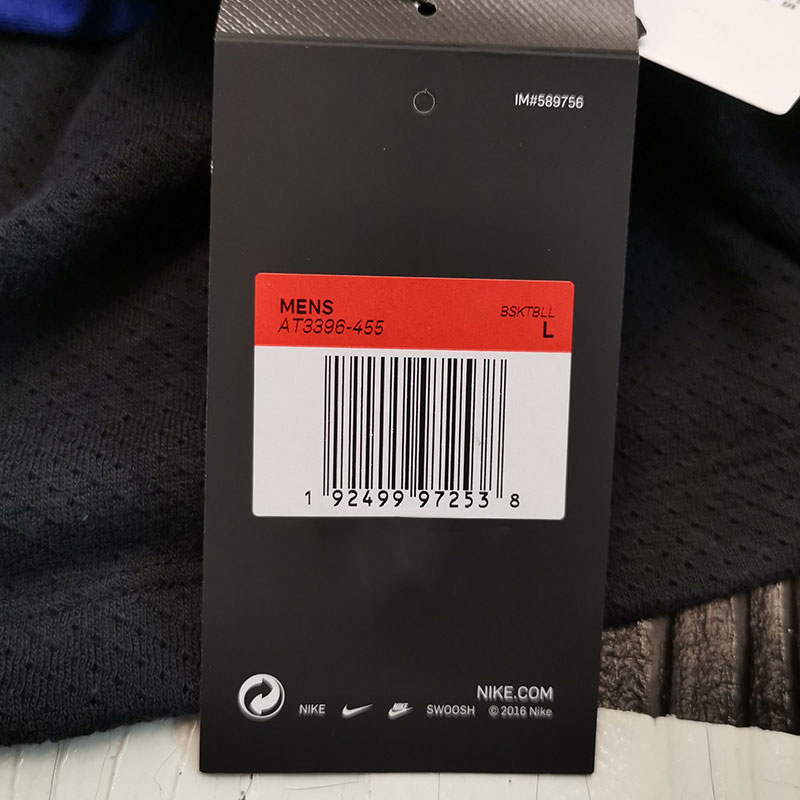 IM#589756
MENS
AT3396-455
BSKTBLL
L
1 92499 97253 8
NIKE.COM
NIKE
SWOOSH
© 2016 Nike